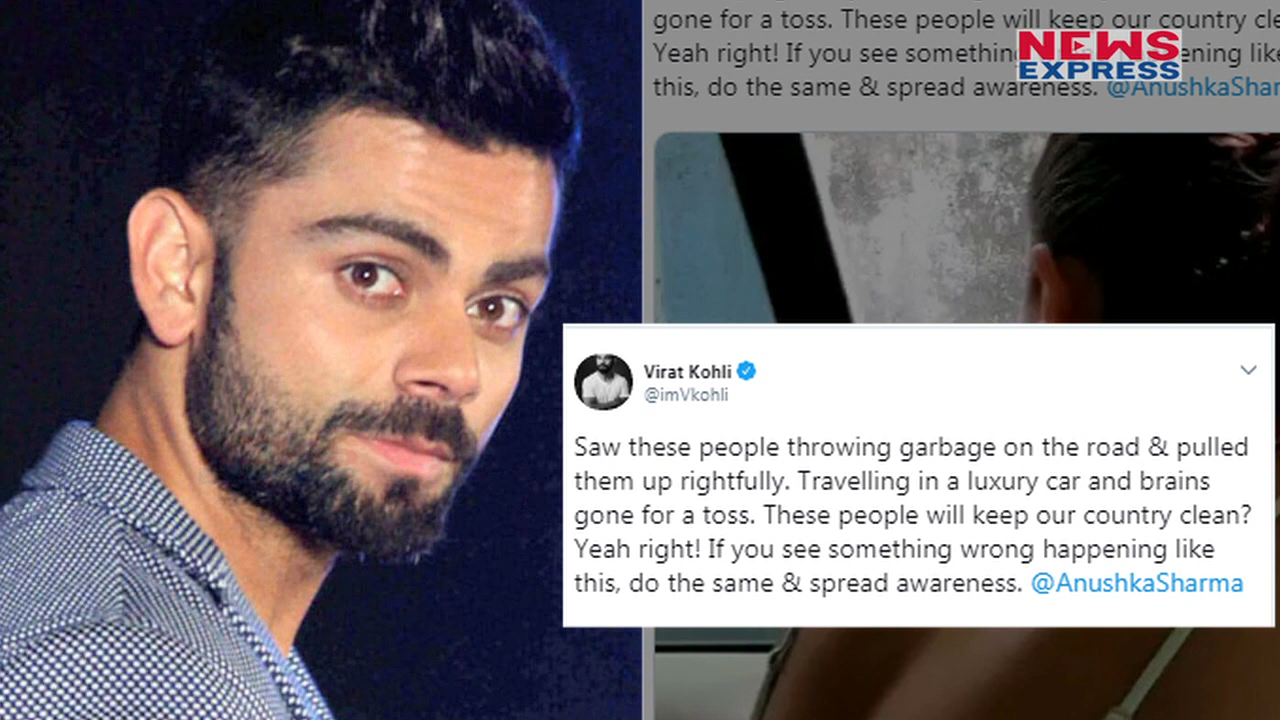 gone for a toss. These people will keep our country cle
Yeah right! If you see something
this, do the same & spread awareness. @AnushkaShar
NEWS
EXPRESS
Virat Kohli
@imVkohli
Saw these people throwing garbage on the road & pulled
them up rightfully. Travelling in a luxury car and brains
gone for a toss. These people will keep our country clean?
Yeah right! If you see something wrong happening like
this, do the same & spread awareness. @AnushkaSharma